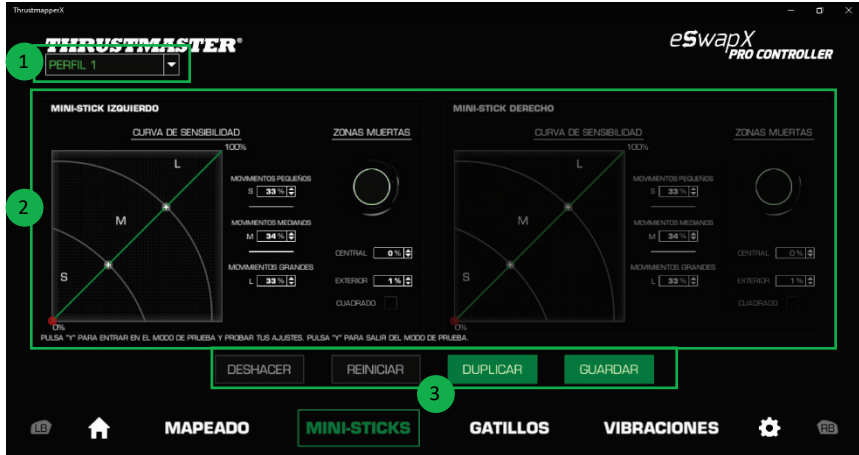 ThrustmapperX
THRUSTMASTER®
eSwapX
PRO CONTROLLER
1
PERFIL 1
2
MINI-STICK IZQUIERDO
CURVA DE SENSIBILIDAD
ZONAS MUERTAS
100%
L
M
S
0%
MOVIMIENTOS PEQUEÑOS
S 33 %
MOVIMIENTOS MEDIANOS
M 34 %
MOVIMIENTOS GRANDES
L 33 %
CENTRAL 0 %
EXTERIOR 1 %
CUADRADO
MINI-STICK DERECHO
CURVA DE SENSIBILIDAD
ZONAS MUERTAS
100%
L
M
S
0%
MOVIMIENTOS PEQUEÑOS
S 33 %
MOVIMIENTOS MEDIANOS
M 34 %
MOVIMIENTOS GRANDES
L 33 %
CENTRAL 0 %
EXTERIOR 1 %
CUADRADO
PULSA "Y" PARA ENTRAR EN EL MODO DE PRUEBA Y PROBAR TUS AJUSTES. PULSA "Y" PARA SALIR DEL MODO DE PRUEBA.
DESHACER REINICIAR DUPLICAR GUARDAR
3
LB MAPEADO MINI-STICKS GATILLOS VIBRACIONES RB